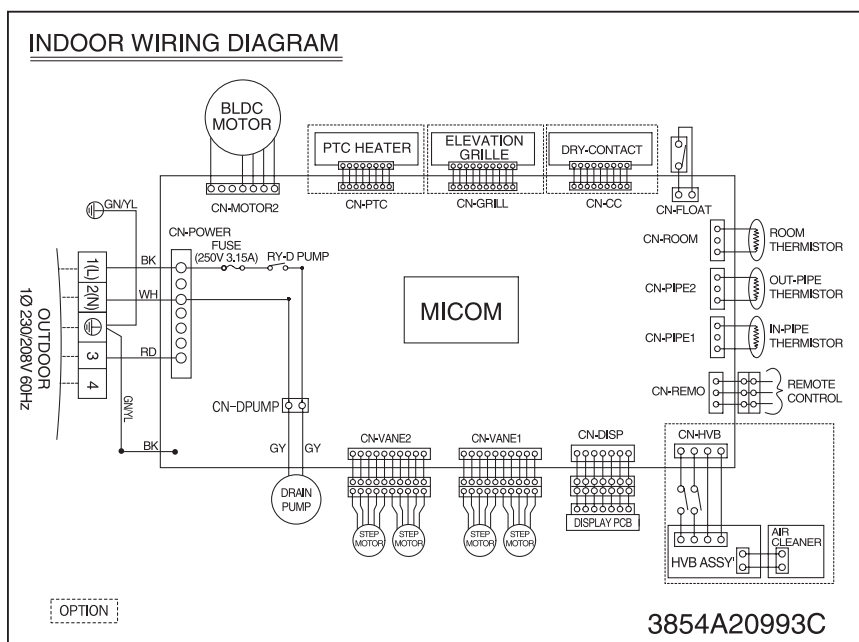 INDOOR WIRING DIAGRAM
BLDC
MOTOR
PTC HEATER
ELEVATION
GRILLE
DRY-CONTACT
CN-MOTOR2
CN-PTC
CN-GRILL
CN-CC
CN-FLOAT
GN/YL
CN-POWER
FUSE
(250V 3.15A)
RY-D PUMP
CN-ROOM
ROOM
THERMISTOR
1(L)
BK
2(N)
WH
CN-PIPE2
OUT-PIPE
THERMISTOR
MICOM
OUTDOOR
1Ø 230/208V 60Hz
3
RD
CN-PIPE1
IN-PIPE
THERMISTOR
4
GN/YL
CN-REMO
REMOTE
CONTROL
CN-DPUMP
BK
GY
GY
CN-VANE2
CN-VANE1
CN-DISP
CN-HVB
DRAIN
PUMP
STEP
MOTOR
STEP
MOTOR
STEP
MOTOR
STEP
MOTOR
DISPLAY PCB
AIR
CLEANER
HVB ASSY'
OPTION
3854A20993C